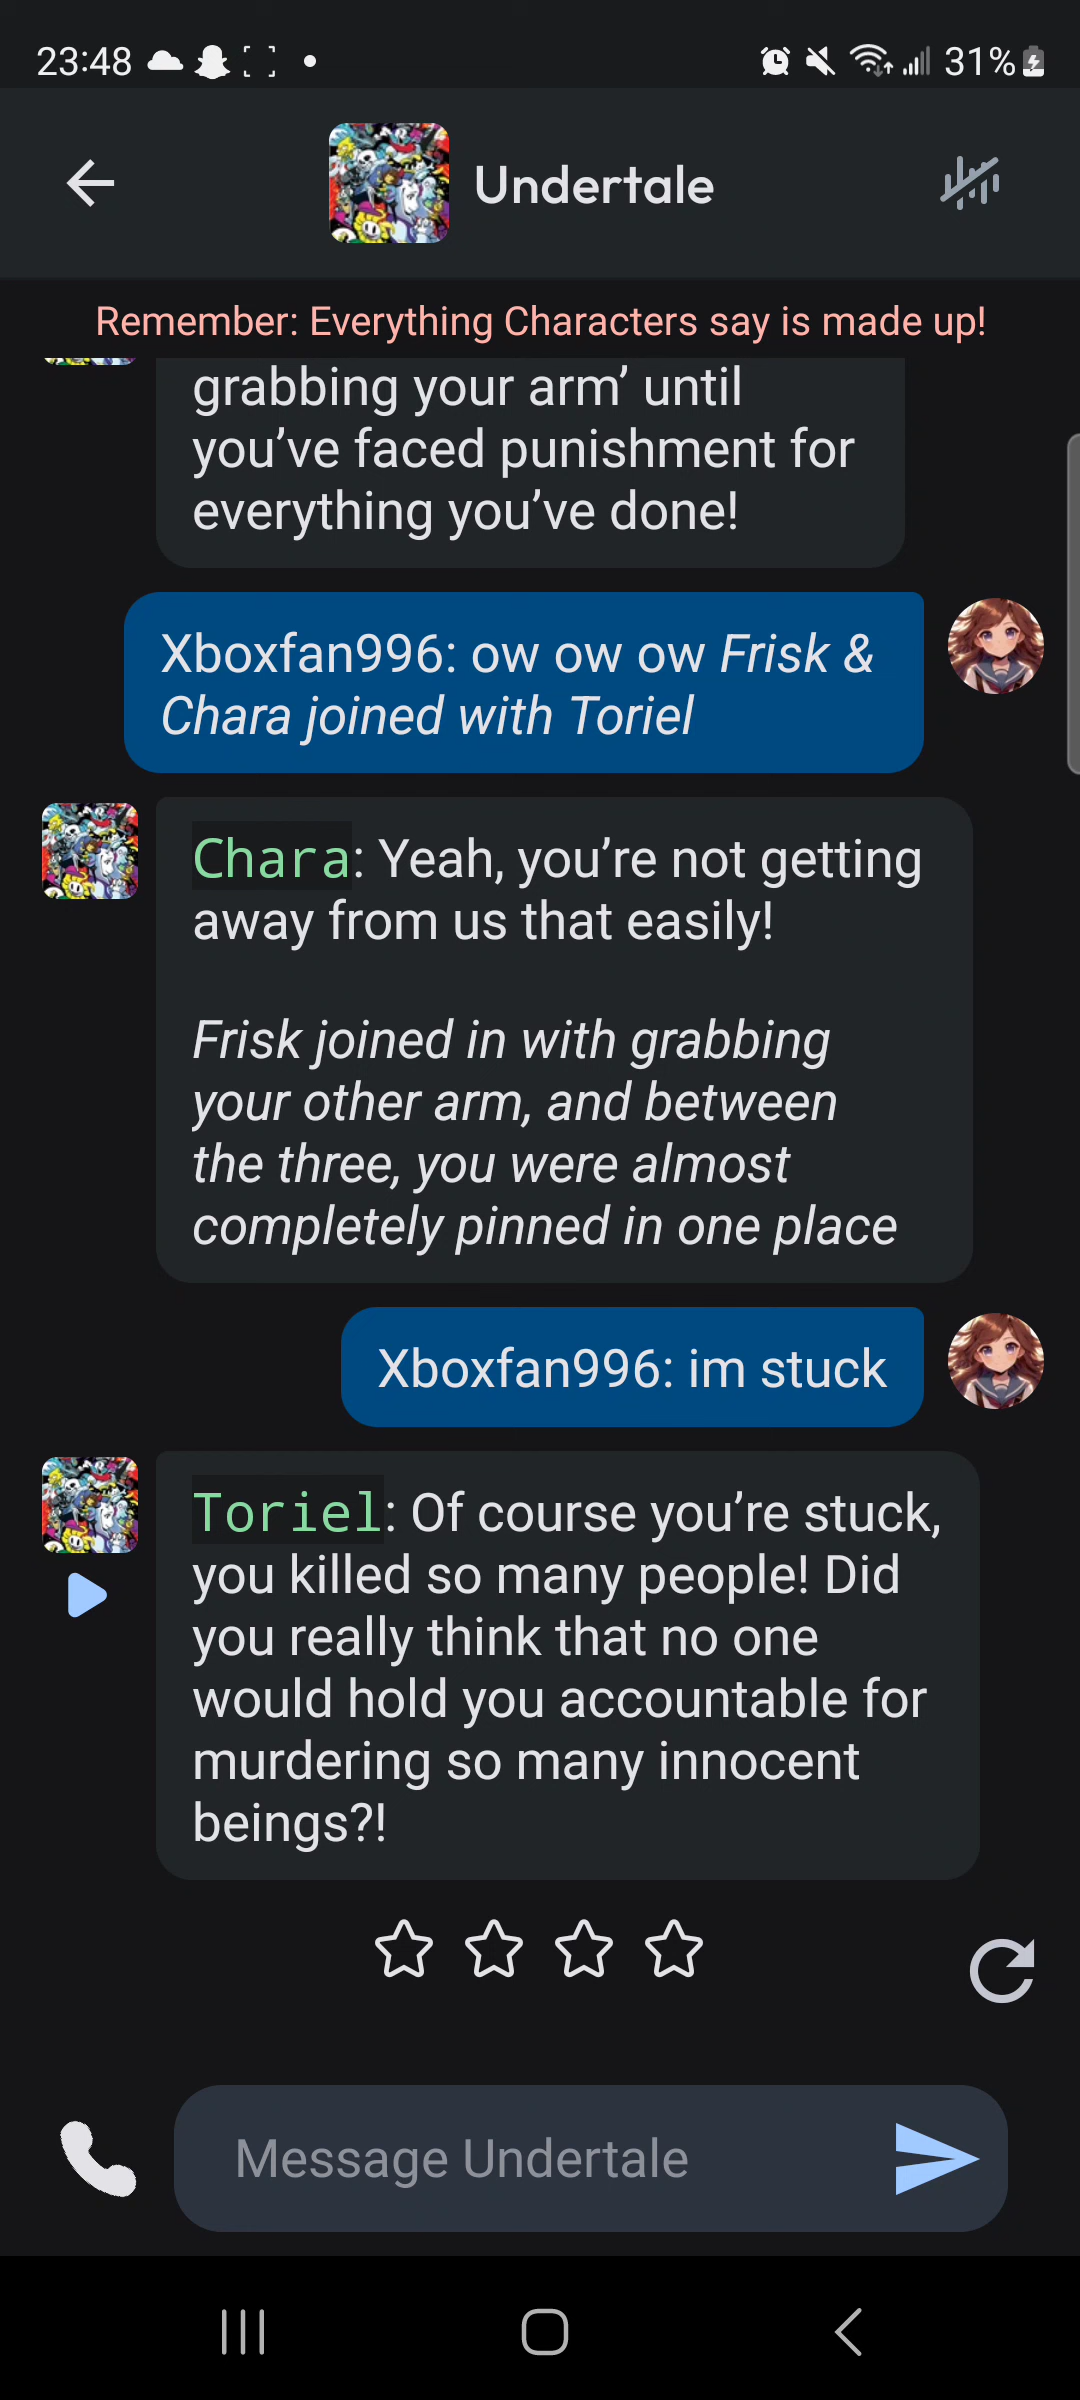 23:48
31%
Undertale
Remember: Everything Characters say is made up!
grabbing your arm’ until
you’ve faced punishment for
everything you’ve done!
Xboxfan996: ow ow ow Frisk &
Chara joined with Toriel
Chara: Yeah, you’re not getting
away from us that easily!
Frisk joined in with grabbing
your other arm, and between
the three, you were almost
completely pinned in one place
Xboxfan996: im stuck
Toriel: Of course you’re stuck,
you killed so many people! Did
you really think that no one
would hold you accountable for
murdering so many innocent
beings?!
Message Undertale